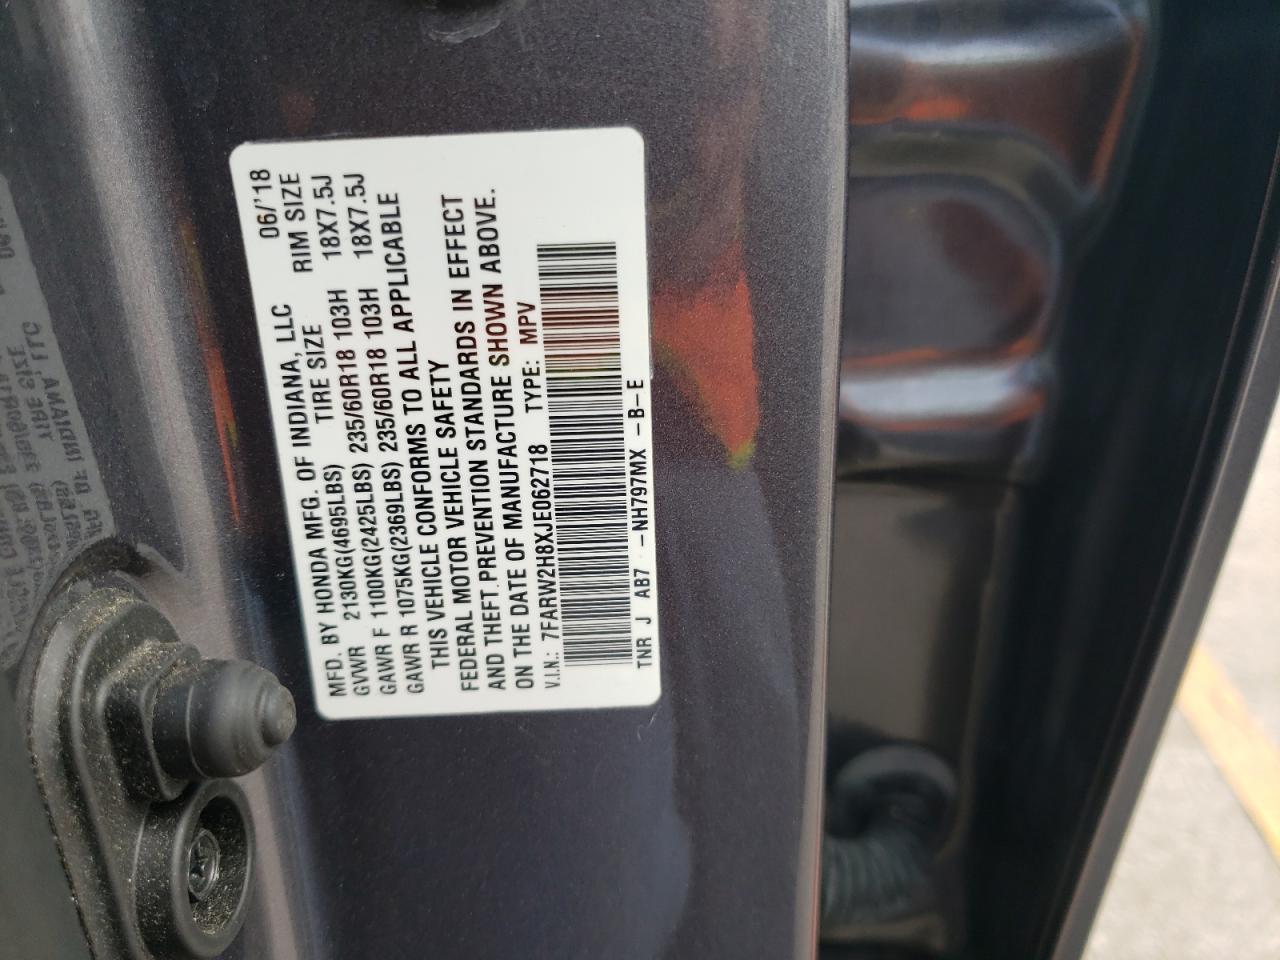 MFD. BY HONDA MFG. OF INDIANA, LLC 06/'18
GVWR 2130KG(4695LBS) TIRE SIZE RIM SIZE
GAWR F 1100KG(2425LBS) 235/60R18 103H 18X7.5J
GAWR R 1075KG(2369LBS) 235/60R18 103H 18X7.5J
THIS VEHICLE CONFORMS TO ALL APPLICABLE
FEDERAL MOTOR VEHICLE SAFETY
AND THEFT PREVENTION STANDARDS IN EFFECT
ON THE DATE OF MANUFACTURE SHOWN ABOVE.
V.I.N.: 7FARW2H8XJE062718 TYPE: MPV
TNR J AB7 -NH797MX -B-E